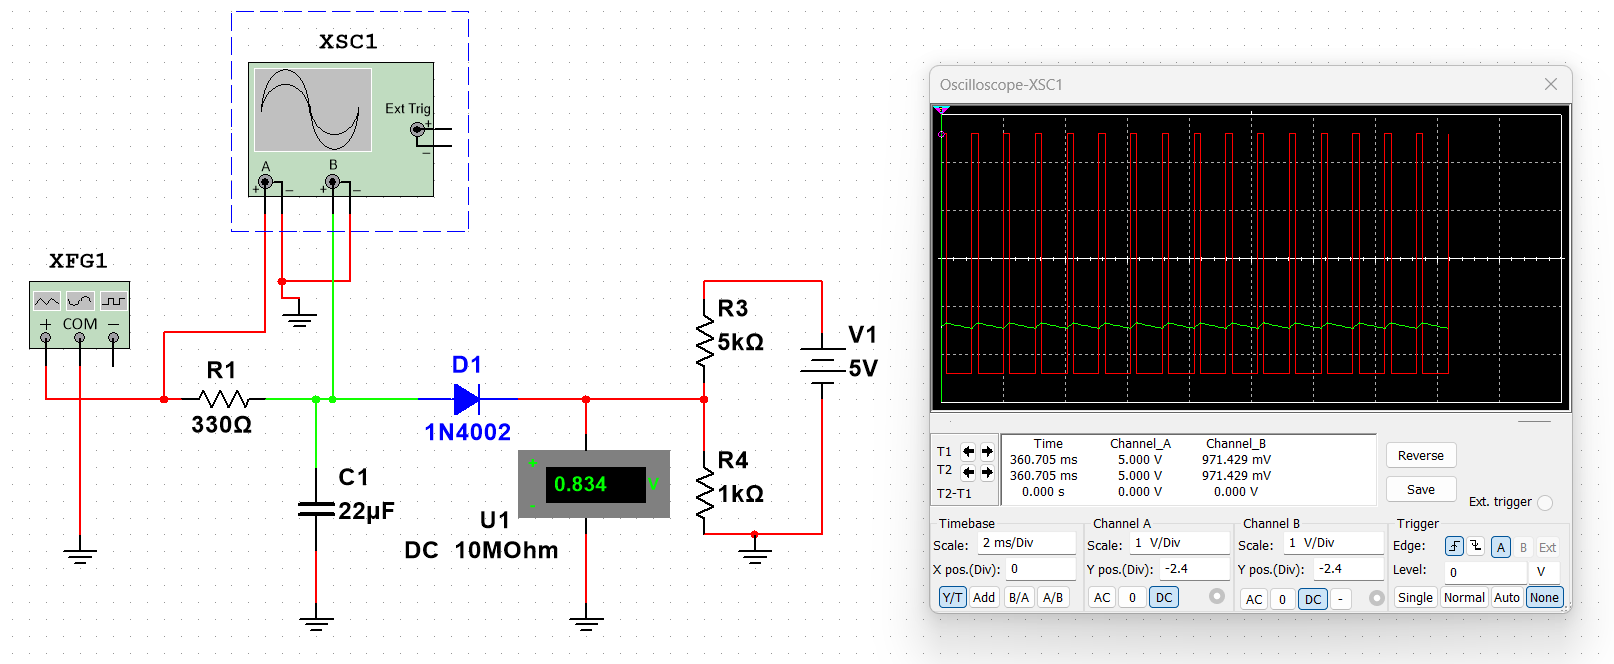 XSC1
Ext Trig
+
−
A
B
+ − + −
XFG1
+ COM −
R1
330Ω
C1
22µF
D1
1N4002
+
0.834 V
-
U1
DC 10MOhm
R3
5kΩ
R4
1kΩ
V1
5V
Oscilloscope-XSC1
Time Channel_A Channel_B
T1 360.705 ms 5.000 V 971.429 mV
T2 360.705 ms 5.000 V 971.429 mV
T2-T1 0.000 s 0.000 V 0.000 V
Reverse
Save
Ext. trigger
Timebase
Scale: 2 ms/Div
X pos.(Div): 0
Y/T Add B/A A/B
Channel A
Scale: 1 V/Div
Y pos.(Div): -2.4
AC 0 DC
Channel B
Scale: 1 V/Div
Y pos.(Div): -2.4
AC 0 DC -
Trigger
Edge: A B Ext
Level: 0 V
Single Normal Auto None